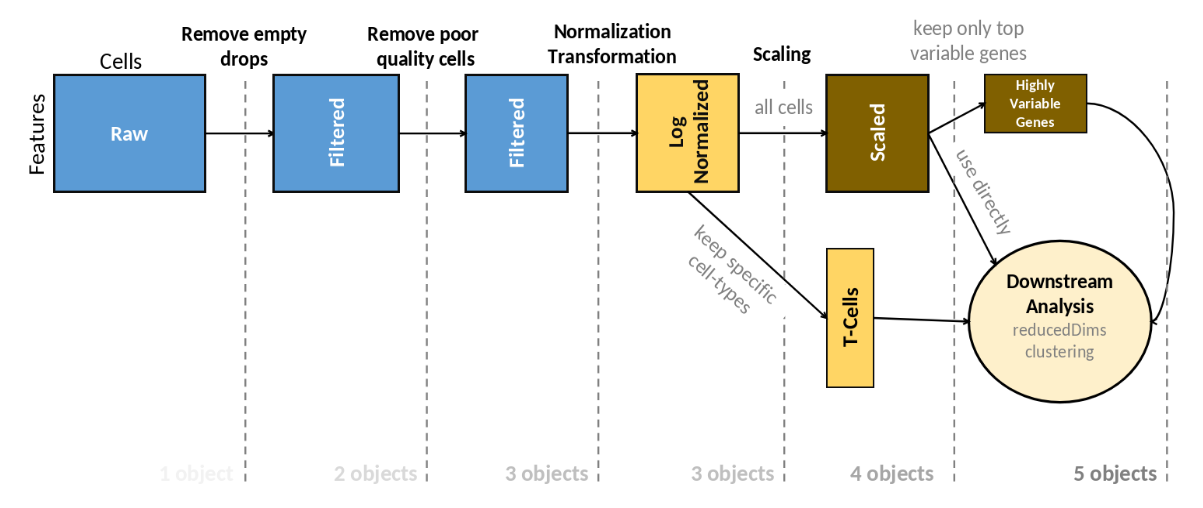 Remove empty
drops
Remove poor
quality cells
Normalization
Transformation
Scaling
keep only top
variable genes
Cells
Features
Raw
Filtered
Filtered
Log
Normalized
all cells
Scaled
Highly
Variable
Genes
use directly
keep specific
cell-types
T-Cells
Downstream
Analysis
reducedDims
clustering
1 object
2 objects
3 objects
3 objects
4 objects
5 objects